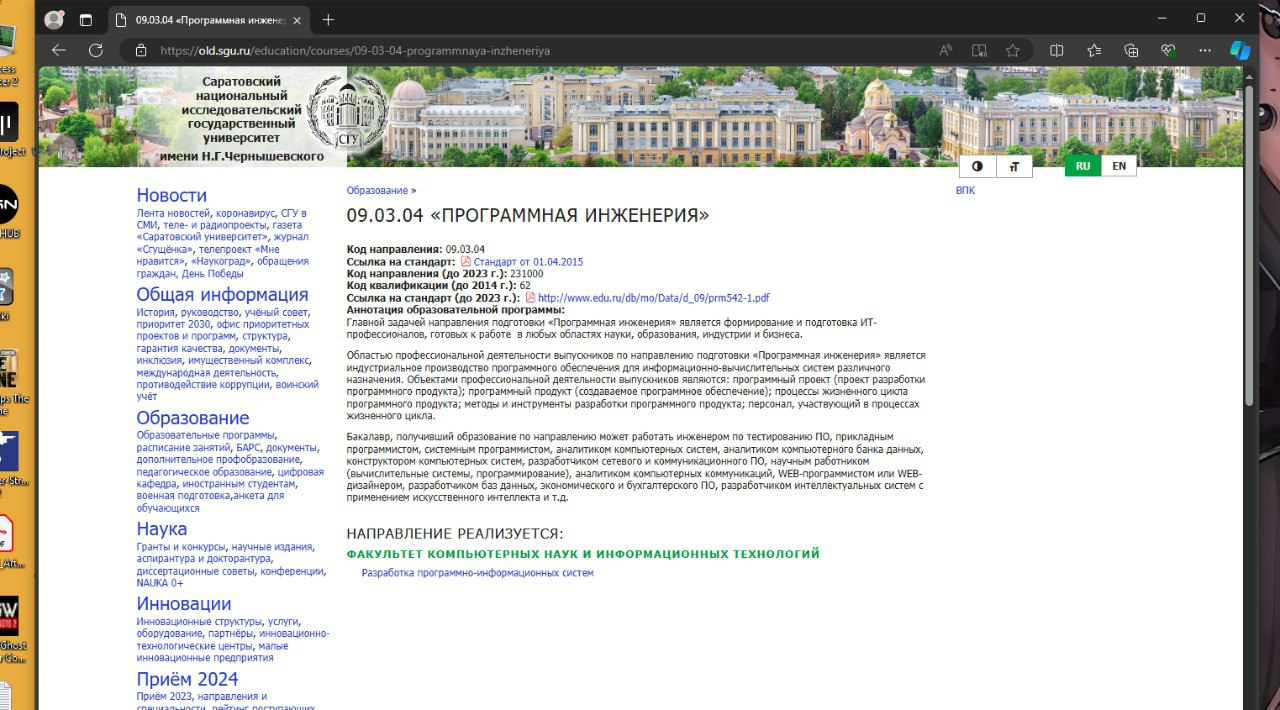 09.03.04 «Программная инжене
https://old.sgu.ru/education/courses/09-03-04-programmnaya-inzheneriya
Саратовский
национальный
исследовательский
государственный
университет
имени Н.Г.Чернышевского
СГУ
RU EN
Новости
Лента новостей, коронавирус, СГУ в
СМИ, теле- и радиопроекты, газета
«Саратовский университет», журнал
«Сгущёнка», телепроект «Мне
нравится», «Наукоград», обращения
граждан, День Победы
Общая информация
История, руководство, учёный совет,
приоритет 2030, офис приоритетных
проектов и программ, структура,
гарантия качества, документы,
инклюзия, имущественный комплекс,
международная деятельность,
противодействие коррупции, воинский
учёт
Образование
Образовательные программы,
расписание занятий, БАРС, документы,
дополнительное профобразование,
педагогическое образование, цифровая
кафедра, иностранным студентам,
военная подготовка,анкета для
обучающихся
Наука
Гранты и конкурсы, научные издания,
аспирантура и докторантура,
диссертационные советы, конференции,
NAUKA 0+
Инновации
Инновационные структуры, услуги,
оборудование, партнёры, инновационно-
технологические центры, малые
инновационные предприятия
Приём 2024
Приём 2023, направления и
специальности, рейтинг поступающих
Образование »
09.03.04 «ПРОГРАММНАЯ ИНЖЕНЕРИЯ»
Код направления: 09.03.04
Ссылка на стандарт: Стандарт от 01.04.2015
Код направления (до 2023 г.): 231000
Код квалификации (до 2014 г.): 62
Ссылка на стандарт (до 2023 г.): http://www.edu.ru/db/mo/Data/d_09/prm542-1.pdf
Аннотация образовательной программы:
Главной задачей направления подготовки «Программная инженерия» является формирование и подготовка ИТ-
профессионалов, готовых к работе в любых областях науки, образования, индустрии и бизнеса.
Областью профессиональной деятельности выпускников по направлению подготовки «Программная инженерия» является
индустриальное производство программного обеспечения для информационно-вычислительных систем различного
назначения. Объектами профессиональной деятельности выпускников являются: программный проект (проект разработки
программного продукта); программный продукт (создаваемое программное обеспечение); процессы жизненного цикла
программного продукта; методы и инструменты разработки программного продукта; персонал, участвующий в процессах
жизненного цикла.
Бакалавр, получивший образование по направлению может работать инженером по тестированию ПО, прикладным
программистом, системным программистом, аналитиком компьютерных систем, аналитиком компьютерного банка данных,
конструктором компьютерных систем, разработчиком сетевого и коммуникационного ПО, научным работником
(вычислительные системы, программирование), аналитиком компьютерных коммуникаций, WEB-программистом или WEB-
дизайнером, разработчиком баз данных, экономического и бухгалтерского ПО, разработчиком интеллектуальных систем с
применением искусственного интеллекта и т.д.
НАПРАВЛЕНИЕ РЕАЛИЗУЕТСЯ:
ФАКУЛЬТЕТ КОМПЬЮТЕРНЫХ НАУК И ИНФОРМАЦИОННЫХ ТЕХНОЛОГИЙ
Разработка программно-информационных систем
ВПК